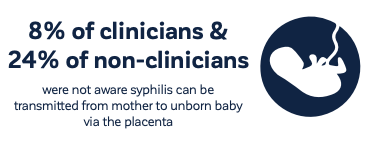 8% of clinicians &
24% of non-clinicians
were not aware syphilis can be
transmitted from mother to unborn baby
via the placenta